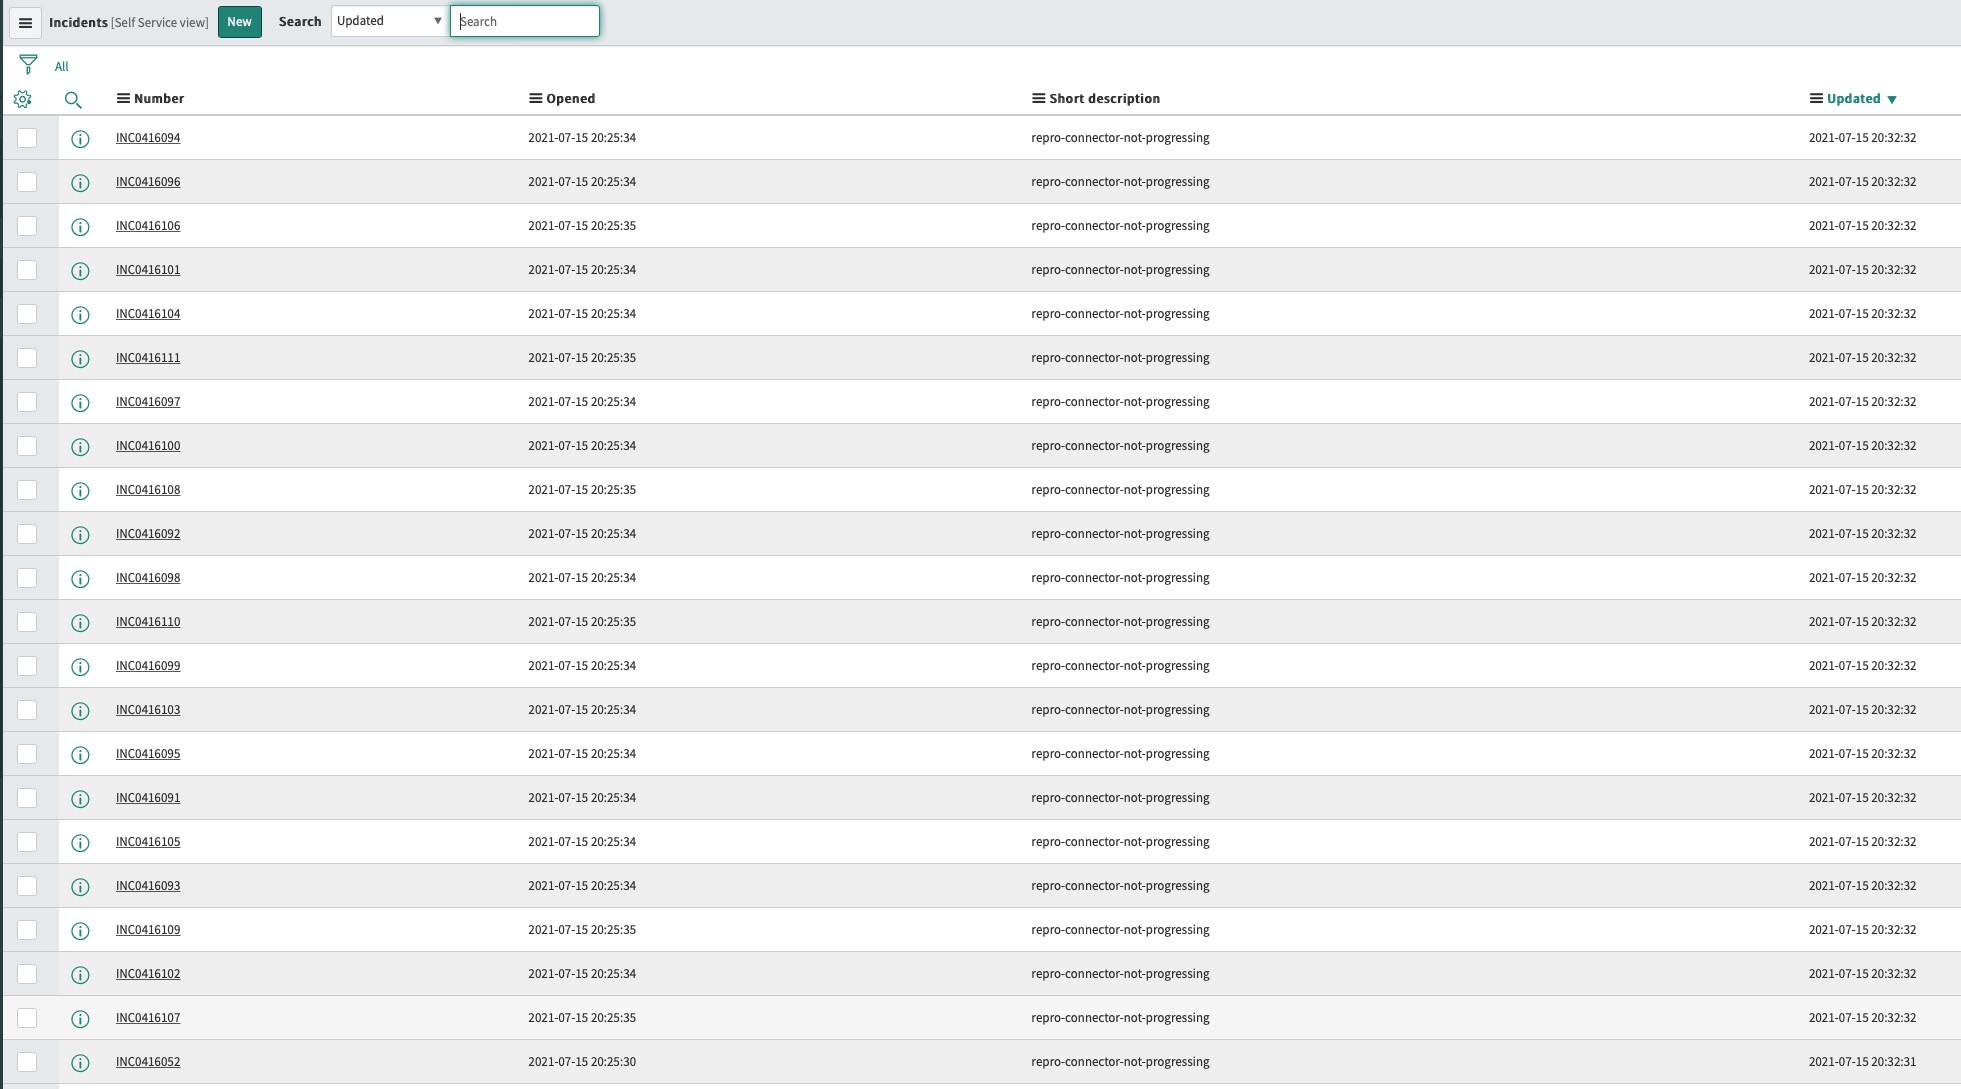 Incidents [Self Service view] New Search Updated Search
All
Number Opened Short description Updated
INC0416094 2021-07-15 20:25:34 repro-connector-not-progressing 2021-07-15 20:32:32
INC0416096 2021-07-15 20:25:34 repro-connector-not-progressing 2021-07-15 20:32:32
INC0416106 2021-07-15 20:25:35 repro-connector-not-progressing 2021-07-15 20:32:32
INC0416101 2021-07-15 20:25:34 repro-connector-not-progressing 2021-07-15 20:32:32
INC0416104 2021-07-15 20:25:34 repro-connector-not-progressing 2021-07-15 20:32:32
INC0416111 2021-07-15 20:25:35 repro-connector-not-progressing 2021-07-15 20:32:32
INC0416097 2021-07-15 20:25:34 repro-connector-not-progressing 2021-07-15 20:32:32
INC0416100 2021-07-15 20:25:34 repro-connector-not-progressing 2021-07-15 20:32:32
INC0416108 2021-07-15 20:25:35 repro-connector-not-progressing 2021-07-15 20:32:32
INC0416092 2021-07-15 20:25:34 repro-connector-not-progressing 2021-07-15 20:32:32
INC0416098 2021-07-15 20:25:34 repro-connector-not-progressing 2021-07-15 20:32:32
INC0416110 2021-07-15 20:25:35 repro-connector-not-progressing 2021-07-15 20:32:32
INC0416099 2021-07-15 20:25:34 repro-connector-not-progressing 2021-07-15 20:32:32
INC0416103 2021-07-15 20:25:34 repro-connector-not-progressing 2021-07-15 20:32:32
INC0416095 2021-07-15 20:25:34 repro-connector-not-progressing 2021-07-15 20:32:32
INC0416091 2021-07-15 20:25:34 repro-connector-not-progressing 2021-07-15 20:32:32
INC0416105 2021-07-15 20:25:34 repro-connector-not-progressing 2021-07-15 20:32:32
INC0416093 2021-07-15 20:25:34 repro-connector-not-progressing 2021-07-15 20:32:32
INC0416109 2021-07-15 20:25:35 repro-connector-not-progressing 2021-07-15 20:32:32
INC0416102 2021-07-15 20:25:34 repro-connector-not-progressing 2021-07-15 20:32:32
INC0416107 2021-07-15 20:25:35 repro-connector-not-progressing 2021-07-15 20:32:32
INC0416052 2021-07-15 20:25:30 repro-connector-not-progressing 2021-07-15 20:32:31